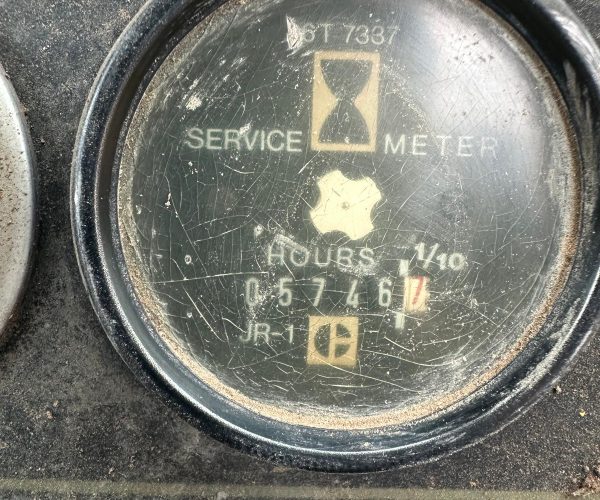 6T 7337
SERVICE METER
HOURS 1/10
057467
JR-1